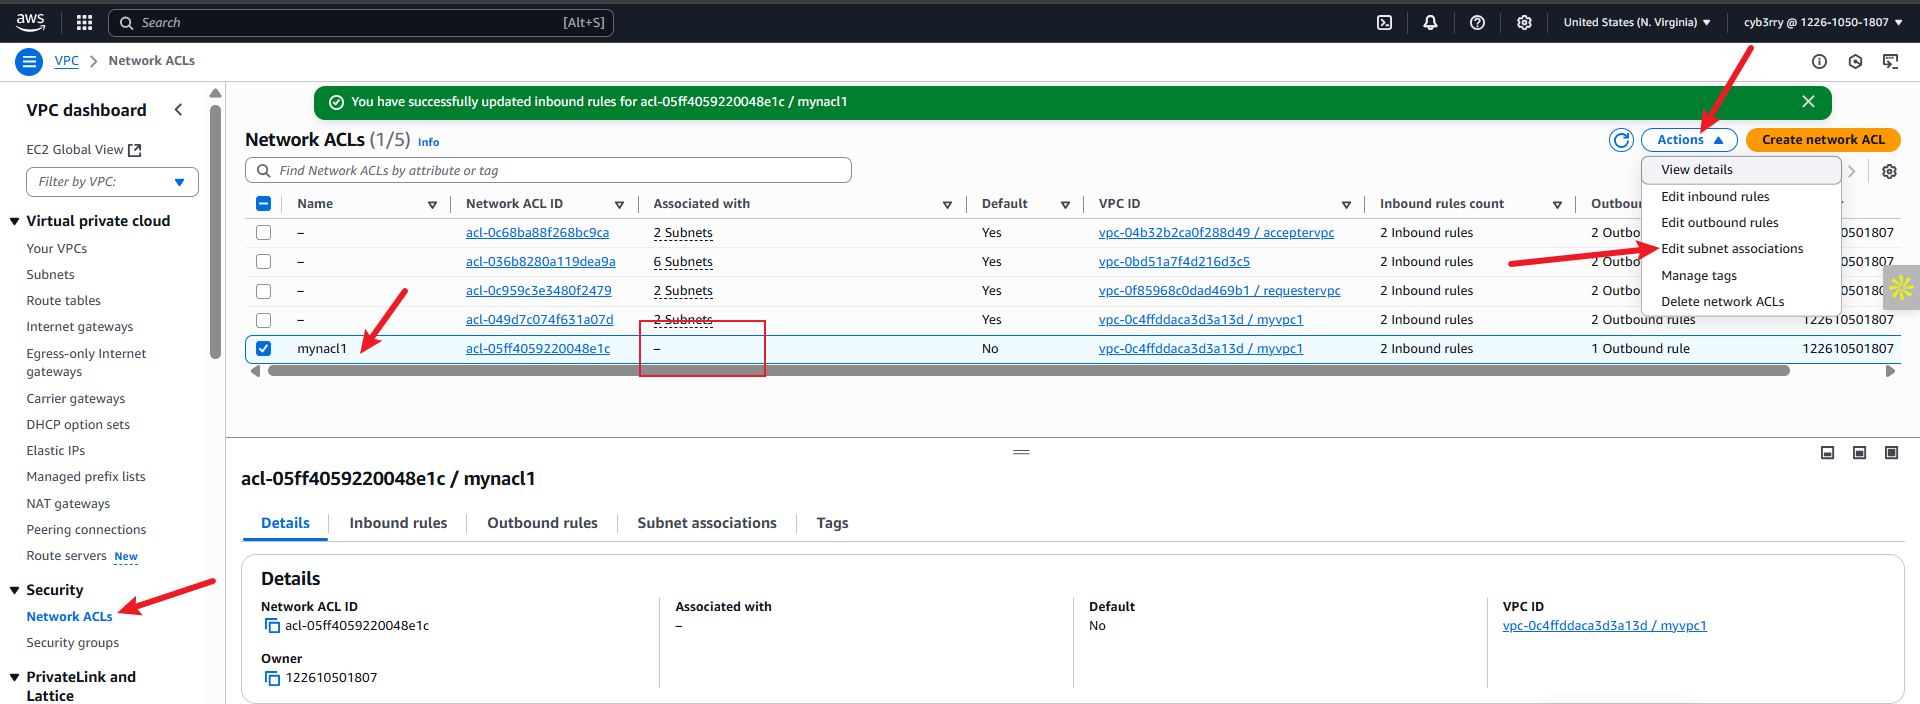 aws
Search [Alt+S]
United States (N. Virginia) cyb3rry @ 1226-1050-1807
VPC Network ACLs
VPC dashboard
EC2 Global View
Filter by VPC:
Virtual private cloud
Your VPCs
Subnets
Route tables
Internet gateways
Egress-only Internet
gateways
Carrier gateways
DHCP option sets
Elastic IPs
Managed prefix lists
NAT gateways
Peering connections
Route servers New
Security
Network ACLs
Security groups
PrivateLink and
Lattice
You have successfully updated inbound rules for acl-05ff4059220048e1c / mynacl1
Network ACLs (1/5) Info
Actions
Create network ACL
Find Network ACLs by attribute or tag
View details
Edit inbound rules
Edit outbound rules
Edit subnet associations
Manage tags
Delete network ACLs
Name Network ACL ID Associated with Default VPC ID Inbound rules count Outbou
– acl-0c68ba88f268bc9ca 2 Subnets Yes vpc-04b32b2ca0f288d49 / acceptervpc 2 Inbound rules 2 Outbo 10501807
– acl-036b8280a119dea9a 6 Subnets Yes vpc-0bd51a7f4d216d3c5 2 Inbound rules 2 Outbo 10501807
– acl-0c959c3e3480f2479 2 Subnets Yes vpc-0f85968c0dad469b1 / requestervpc 2 Inbound rules 2 Outbo 10501807
– acl-049d7c074f631a07d 2 Subnets Yes vpc-0c4ffddaca3d3a13d / myvpc1 2 Inbound rules 2 Outbound rules 122610501807
mynacl1 acl-05ff4059220048e1c – No vpc-0c4ffddaca3d3a13d / myvpc1 2 Inbound rules 1 Outbound rule 122610501807
acl-05ff4059220048e1c / mynacl1
Details Inbound rules Outbound rules Subnet associations Tags
Details
Network ACL ID Associated with Default VPC ID
acl-05ff4059220048e1c – No vpc-0c4ffddaca3d3a13d / myvpc1
Owner
122610501807